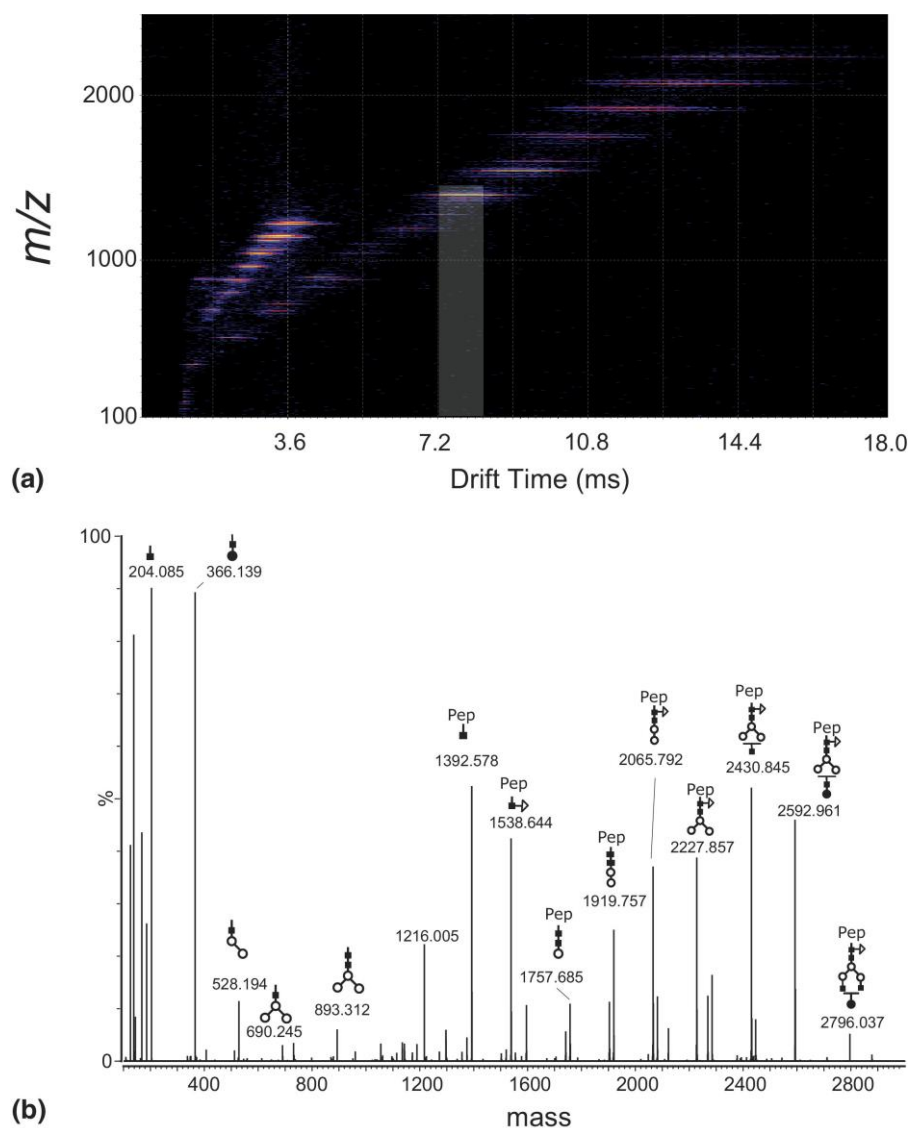 2000
m/z
1000
100
3.6 7.2 10.8 14.4 18.0
(a) Drift Time (ms)
100
204.085 366.139
Pep
1392.578
Pep
1538.644
Pep
1757.685
Pep
1919.757
Pep
2065.792
Pep
2227.857
Pep
2430.845
Pep
2592.961
Pep
2796.037
%
528.194
690.245
893.312
1216.005
0
400 800 1200 1600 2000 2400 2800
(b) mass